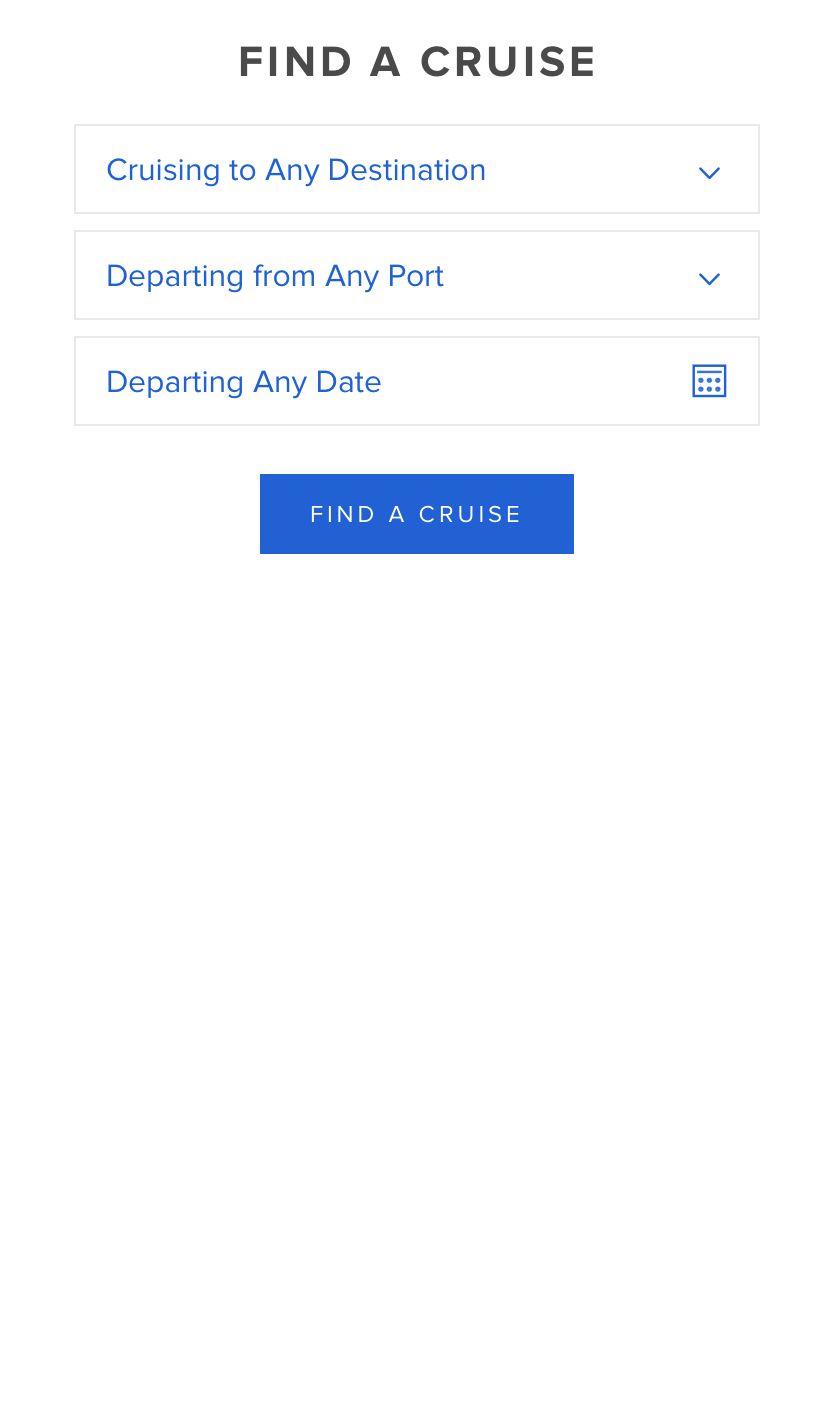 FIND A CRUISE
Cruising to Any Destination
Departing from Any Port
Departing Any Date
FIND A CRUISE